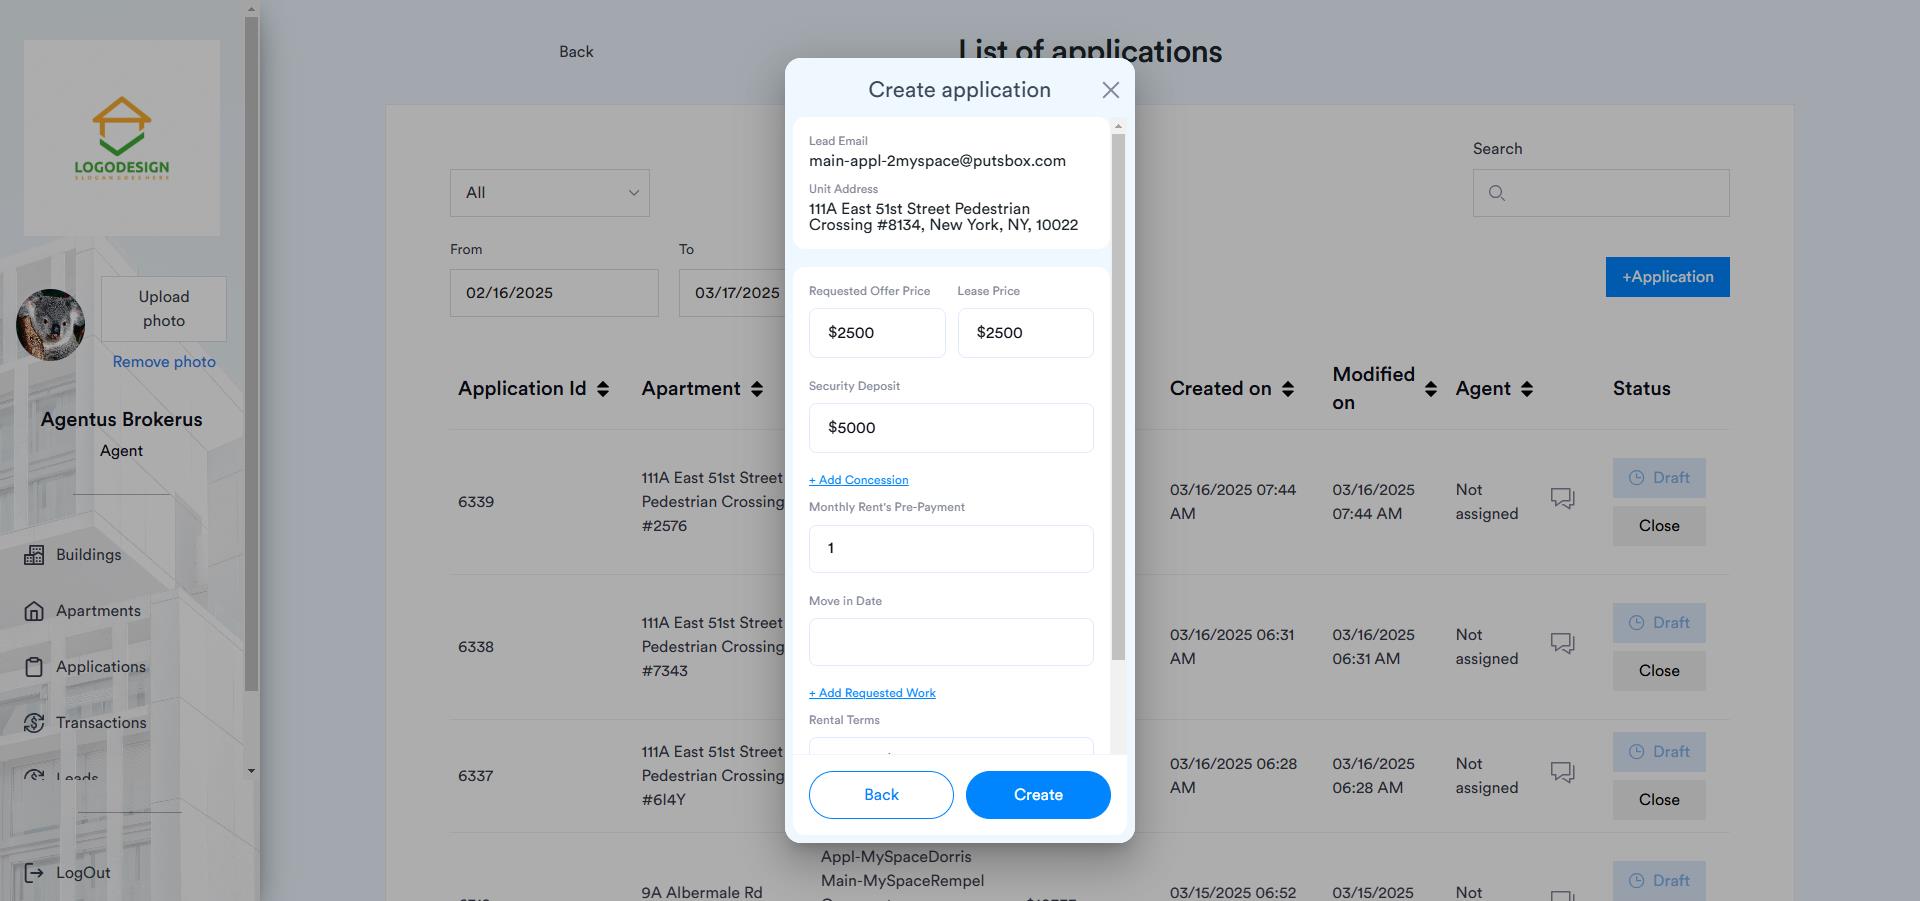 LOGODESIGN
SLOGAN GOES HERE
Upload photo
Remove photo
Agentus Brokerus
Agent
Buildings
Apartments
Applications
Transactions
Leads
LogOut
Back
List of applications
All
Search
From
To
02/16/2025
03/17/2025
+Application
Application Id
Apartment
Created on
Modified on
Agent
Status
6339
111A East 51st Street
Pedestrian Crossing
#2576
03/16/2025 07:44
AM
03/16/2025
07:44 AM
Not
assigned
Draft
Close
6338
111A East 51st Street
Pedestrian Crossing
#7343
03/16/2025 06:31
AM
03/16/2025
06:31 AM
Not
assigned
Draft
Close
6337
111A East 51st Street
Pedestrian Crossing
#6I4Y
03/16/2025 06:28
AM
03/16/2025
06:28 AM
Not
assigned
Draft
Close
9A Albermale Rd
Appl-MySpaceDorris
Main-MySpaceRempel
03/15/2025 06:52
03/15/2025
Not
Draft
Create application
Lead Email
main-appl-2myspace@putsbox.com
Unit Address
111A East 51st Street Pedestrian
Crossing #8134, New York, NY, 10022
Requested Offer Price
Lease Price
$2500
$2500
Security Deposit
$5000
+ Add Concession
Monthly Rent's Pre-Payment
1
Move in Date
+ Add Requested Work
Rental Terms
Back
Create